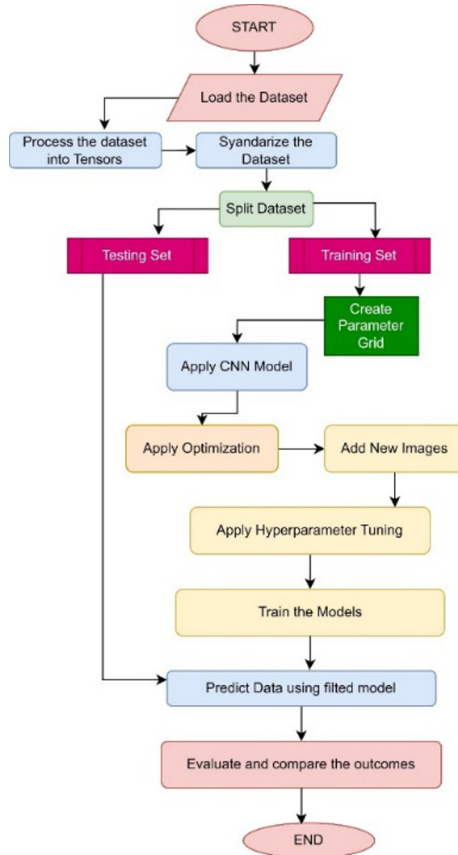 START
Load the Dataset
Process the dataset
into Tensors
Syandarize the
Dataset
Split Dataset
Testing Set
Training Set
Create
Parameter
Grid
Apply CNN Model
Apply Optimization
Add New Images
Apply Hyperparameter Tuning
Train the Models
Predict Data using filted model
Evaluate and compare the outcomes
END